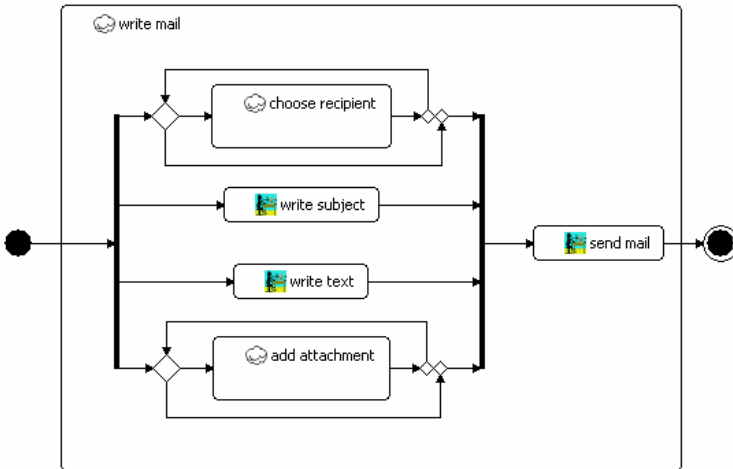 write mail
choose recipient
write subject
send mail
write text
add attachment